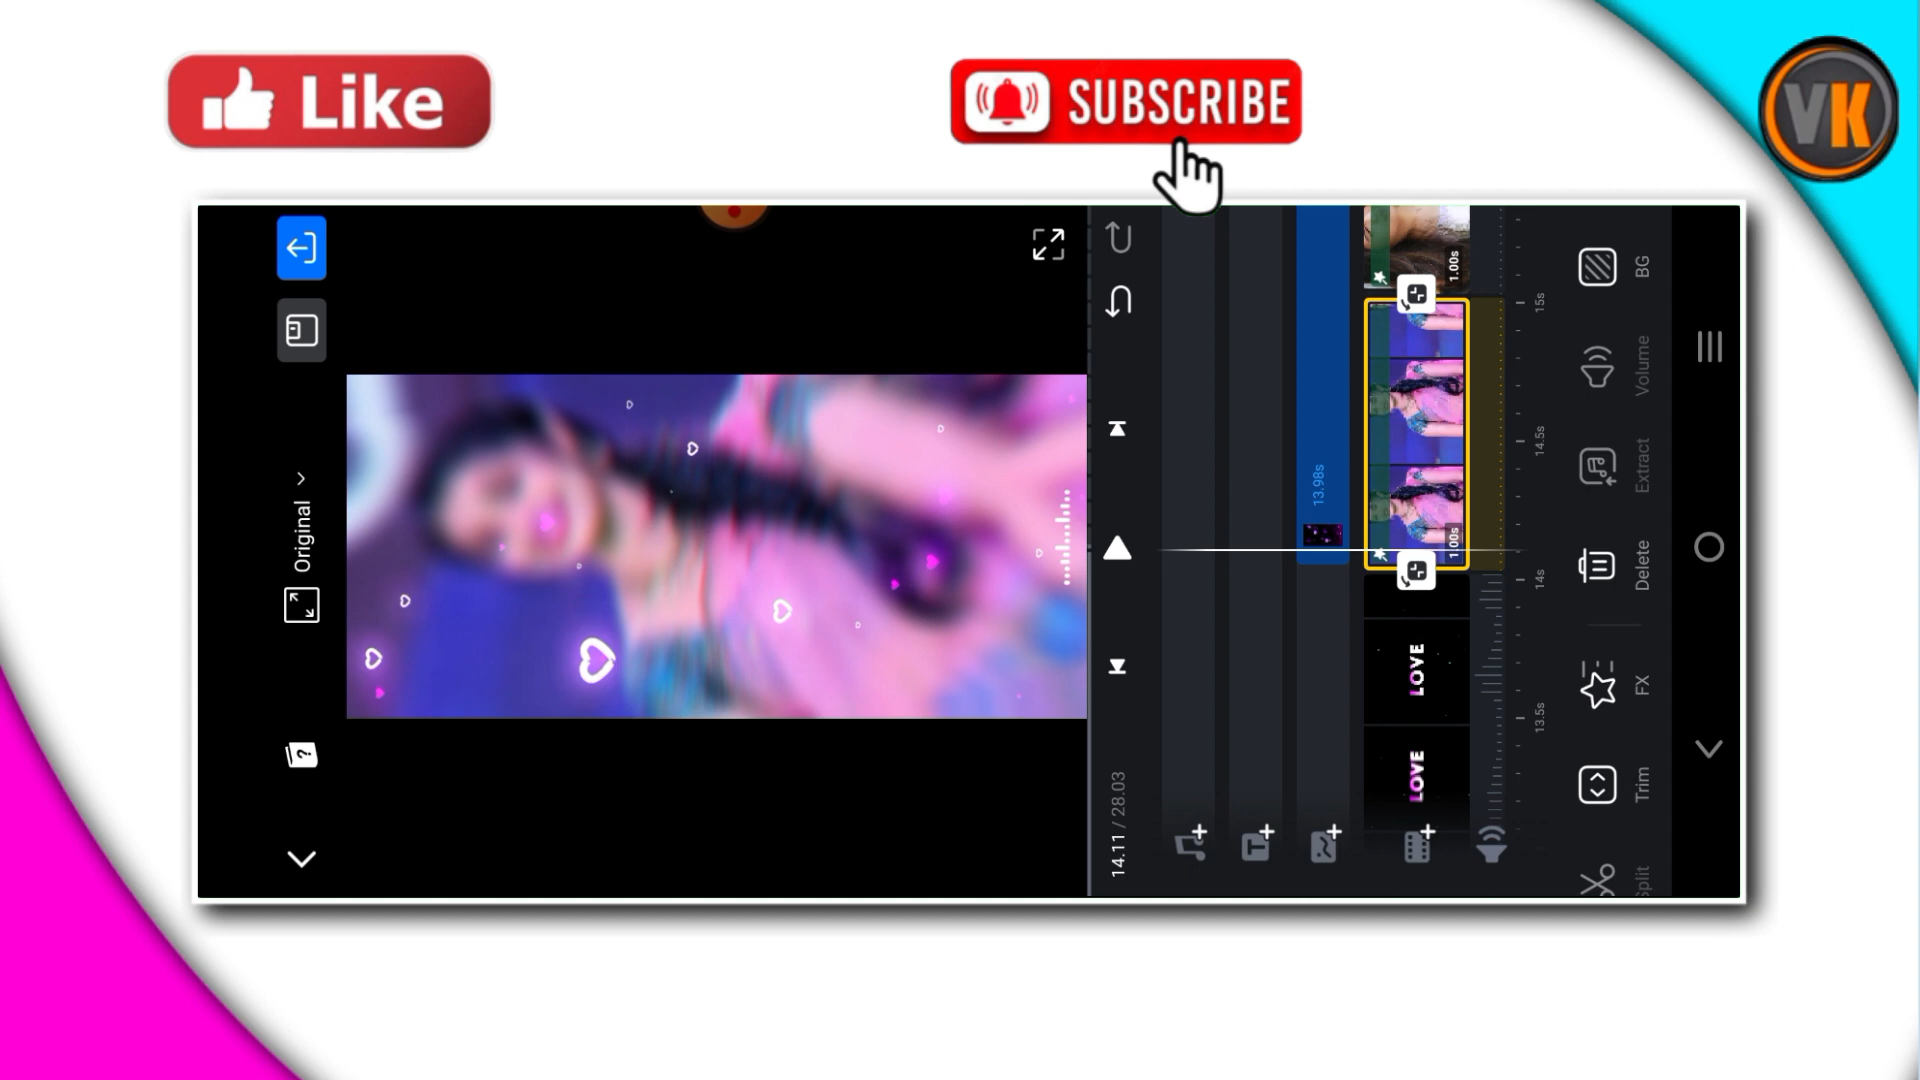 Like
SUBSCRIBE
VK
Original
?
14.11 / 28.03
13.98s
1.00s
1.00s
LOVE
LOVE
T
15s
14.5s
14s
13.5s
BG
Volume
Extract
Delete
FX
Trim
Split